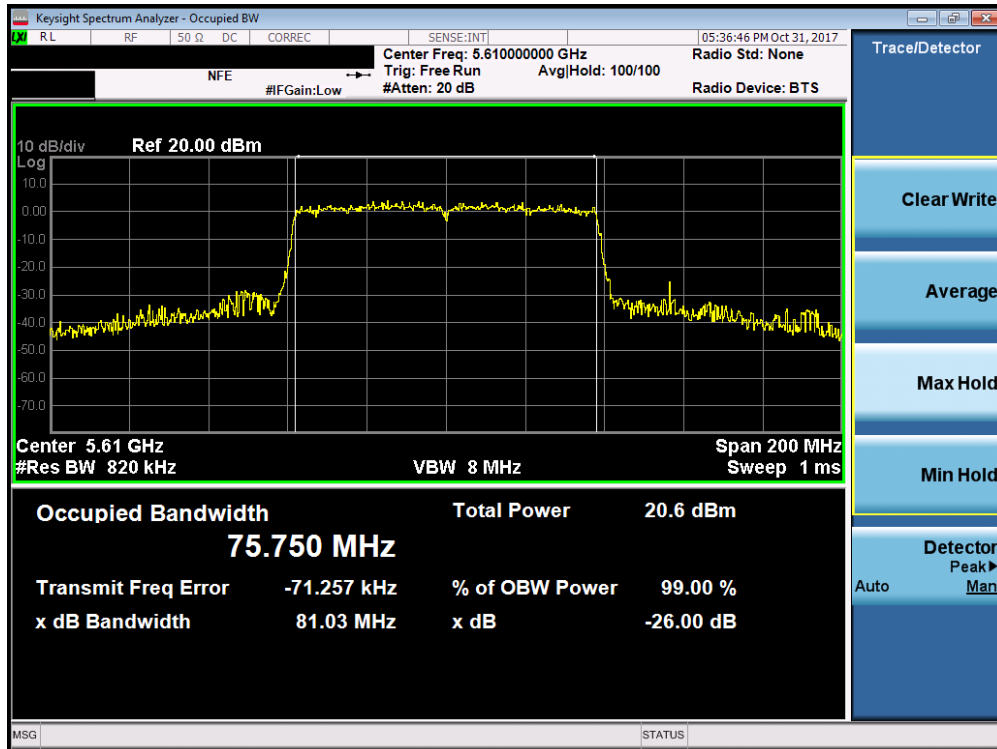 Keysight Spectrum Analyzer - Occupied BW
LXI RL RF 50 Ω DC CORREC SENSE:INT 05:36:46 PM Oct 31, 2017
Center Freq: 5.610000000 GHz Radio Std: None
NFE Trig: Free Run Avg|Hold: 100/100
#IFGain:Low #Atten: 20 dB Radio Device: BTS
Trace/Detector
10 dB/div Ref 20.00 dBm
Log
10.0
0.00
-10.0
-20.0
-30.0
-40.0
-50.0
-60.0
-70.0
Center 5.61 GHz Span 200 MHz
#Res BW 820 kHz VBW 8 MHz Sweep 1 ms
Occupied Bandwidth Total Power 20.6 dBm
75.750 MHz
Transmit Freq Error -71.257 kHz % of OBW Power 99.00 %
x dB Bandwidth 81.03 MHz x dB -26.00 dB
Clear Write
Average
Max Hold
Min Hold
Detector
Peak▶
Auto Man
MSG STATUS